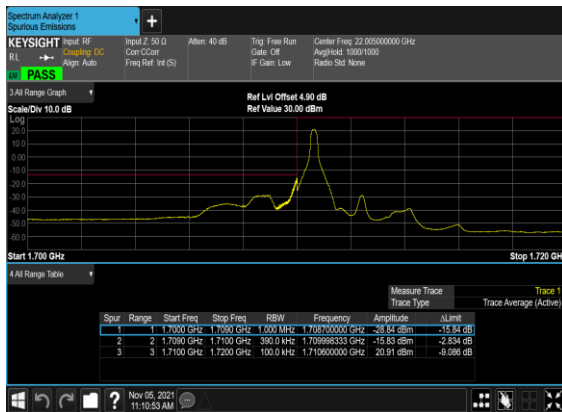 Spectrum Analyzer 1
Spurious Emissions
+
KEYSIGHT Input: RF Input Z: 50 Ω Atten: 40 dB Trig: Free Run Center Freq: 22.005000000 GHz
RL Coupling: DC Corr CCorr Gate: Off Avg|Hold: 1000/1000
Align: Auto Freq Ref: Int (S) IF Gain: Low Radio Std: None
PASS
3 All Range Graph
Ref Lvl Offset 4.90 dB
Scale/Div 10.0 dB Ref Value 30.00 dBm
Log
20.0
10.0
0.00
-10.0
-20.0
-30.0
-40.0
-50.0
-60.0
Start 1.700 GHz Stop 1.720 GH
4 All Range Table
Measure Trace Trace 1
Trace Type Trace Average (Active)
Spur Range Start Freq Stop Freq RBW Frequency Amplitude ΔLimit
1 1 1.7000 GHz 1.7090 GHz 1.000 MHz 1.708700000 GHz -28.84 dBm -15.84 dB
2 2 1.7090 GHz 1.7100 GHz 390.0 kHz 1.709998333 GHz -15.83 dBm -2.834 dB
3 3 1.7100 GHz 1.7200 GHz 100.0 kHz 1.710600000 GHz 20.91 dBm -9.086 dB
? Nov 05, 2021
11:10:53 AM